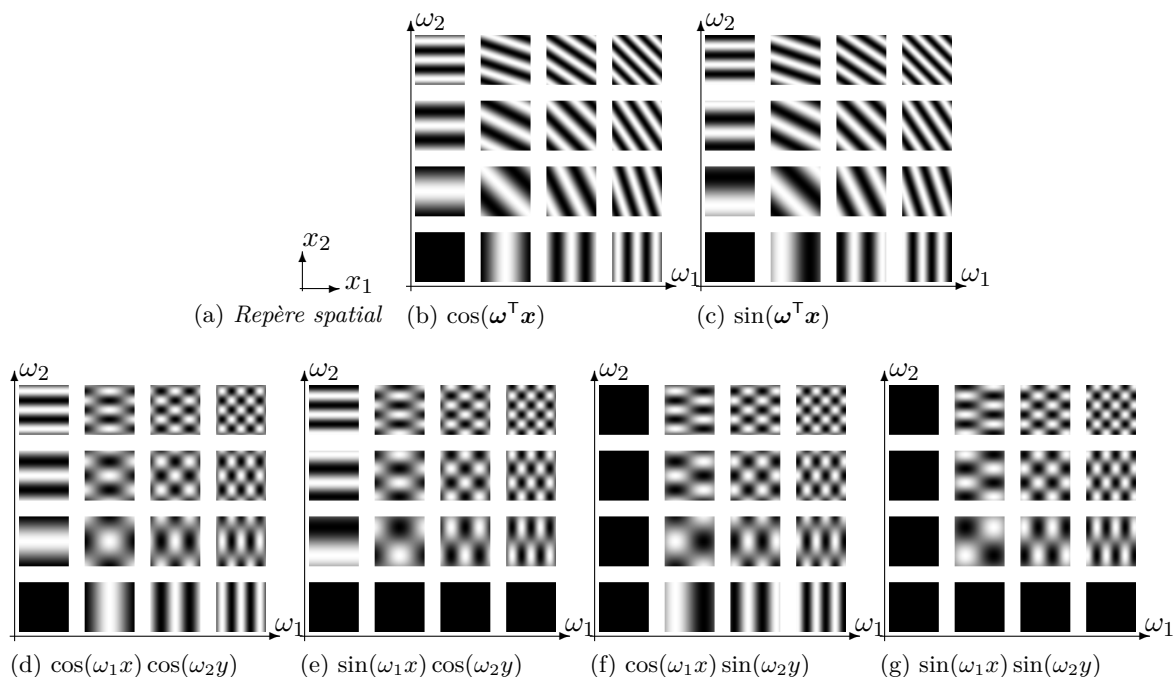 ω₂ ω₂
x₂
x₁ ω₁ ω₁
(a) Repère spatial (b) cos(ωᵀx) (c) sin(ωᵀx)
ω₂ ω₂ ω₂ ω₂
ω₁ ω₁ ω₁ ω₁
(d) cos(ω₁x) cos(ω₂y) (e) sin(ω₁x) cos(ω₂y) (f) cos(ω₁x) sin(ω₂y) (g) sin(ω₁x) sin(ω₂y)